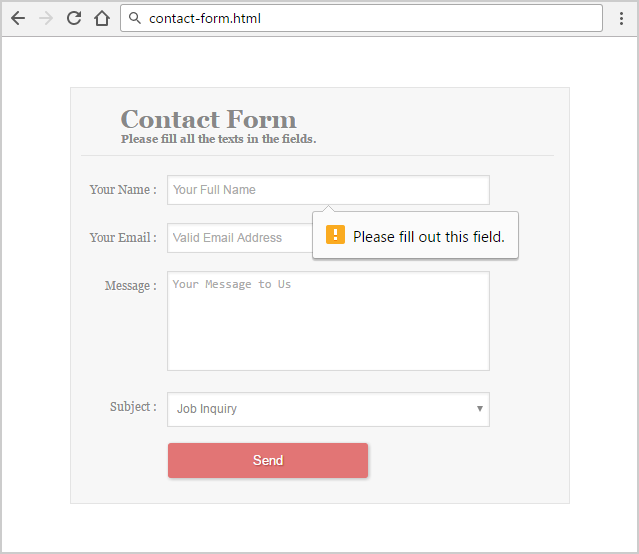 contact-form.html
Contact Form
Please fill all the texts in the fields.
Your Name :
Your Full Name
Please fill out this field.
Your Email :
Valid Email Address
Message :
Your Message to Us
Subject :
Job Inquiry
Send